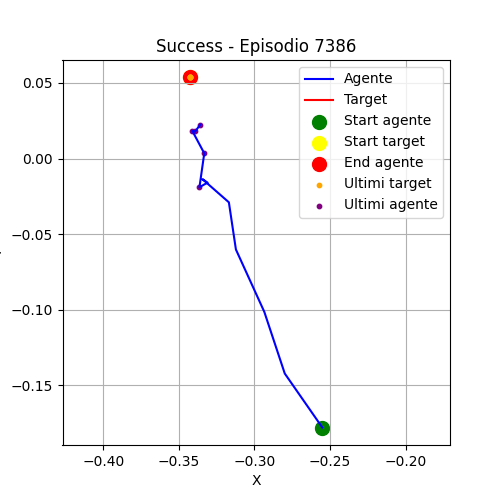 Success - Episodio 7386
Agente
Target
Start agente
Start target
End agente
Ultimi target
Ultimi agente
0.05
0.00
−0.05
−0.10
−0.15
−0.40
−0.35
−0.30
−0.25
−0.20
X